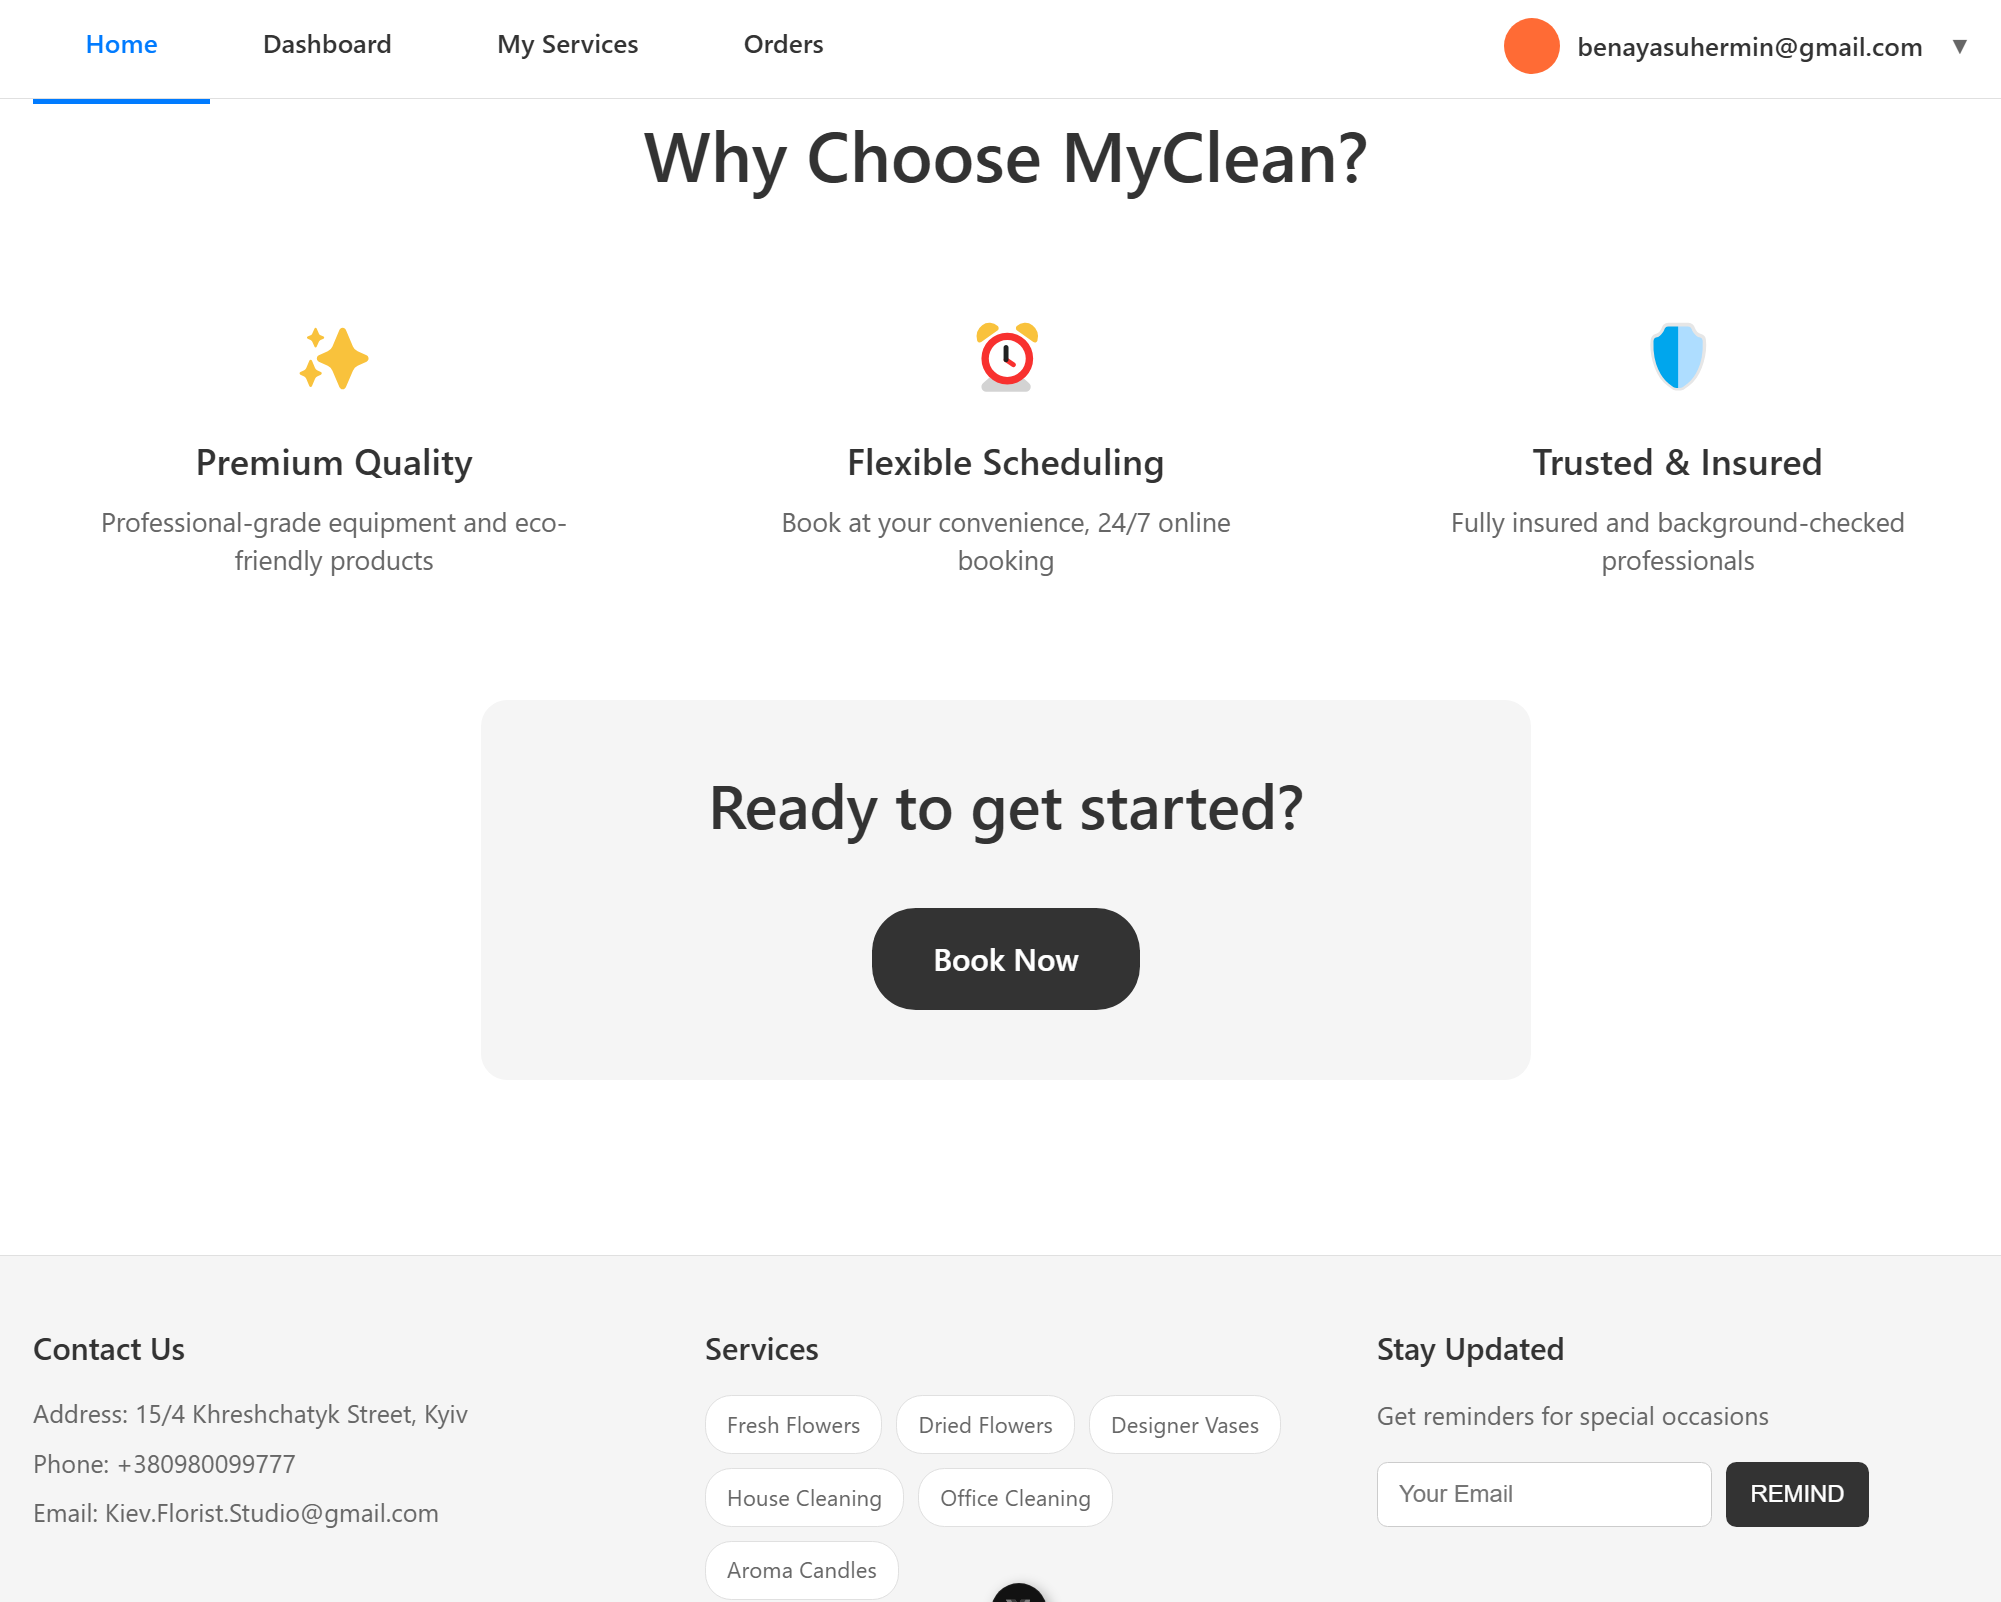 Home Dashboard My Services Orders benayasuhermin@gmail.com ▼
Why Choose MyClean?
Premium Quality
Professional-grade equipment and eco-
friendly products
Flexible Scheduling
Book at your convenience, 24/7 online
booking
Trusted & Insured
Fully insured and background-checked
professionals
Ready to get started?
Book Now
Contact Us
Address: 15/4 Khreshchatyk Street, Kyiv
Phone: +380980099777
Email: Kiev.Florist.Studio@gmail.com
Services
Fresh Flowers Dried Flowers Designer Vases
House Cleaning Office Cleaning
Aroma Candles
Stay Updated
Get reminders for special occasions
Your Email REMIND